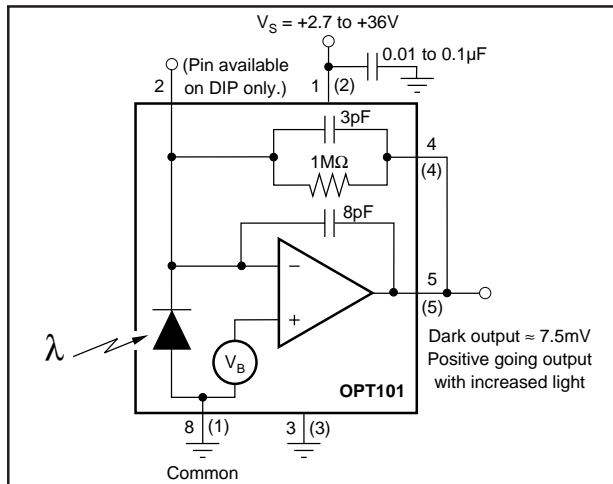 V_S = +2.7 to +36V
0.01 to 0.1µF
(Pin available
on DIP only.)
2
1
(2)
3pF
1MΩ
4
(4)
8pF
–
+
5
(5)
λ
V_B
Dark output ≈ 7.5mV
Positive going output
with increased light
OPT101
8
(1)
3
(3)
Common